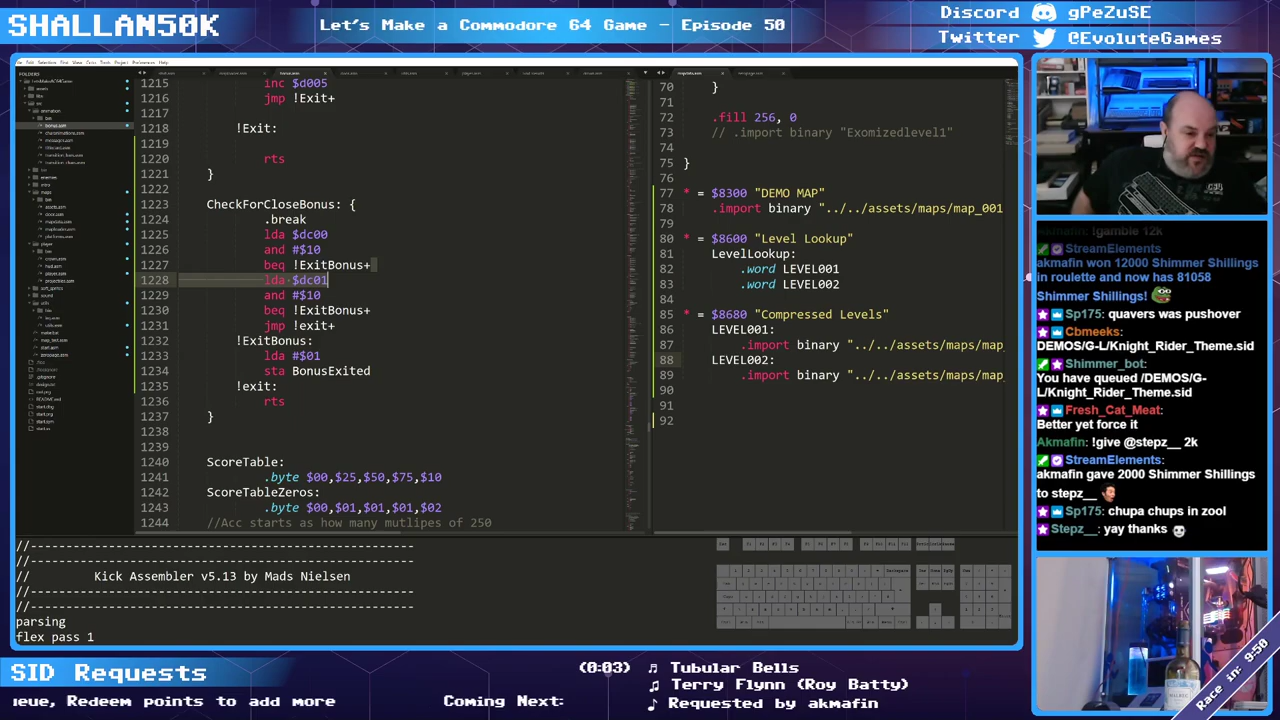 SHALLAN50K
Let's Make a Commodore 64 Game - Episode 50
Discord gPeZuSE
Twitter @EvoluteGames
FOLDERS
1215 inc $d005
1216 jmp !Exit+
1217
1218 !Exit:
1219
1220 rts
1221 }
1222
1223 CheckForCloseBonus: {
1224 .break
1225 lda $dc00
1226 and #$10
1227 beq !ExitBonus+
1228 lda $dc01
1229 and #$10
1230 beq !ExitBonus+
1231 jmp !exit+
1232 !ExitBonus:
1233 lda #$01
1234 sta BonusExited
1235 !exit:
1236 rts
1237 }
1238
1239
1240 ScoreTable:
1241 .byte $00,$25,$50,$75,$10
1242 ScoreTableZeros:
1243 .byte $00,$01,$01,$01,$02
1244 //Acc starts as how many mutlipes of 250
70 }
71
72 .fill 256, 0
73 // .import binary "Exomizedlevel1"
74
75 }
76
77 * = $8300 "DEMO MAP"
78 .import binary "../../assets/maps/map_001
79
80 * = $8600 "Level Lookup"
81 LevelLookup:
82 .word LEVEL001
83 .word LEVEL002
84
85 * = $8680 "Compressed Levels"
86 LEVEL001:
87 .import binary "../../assets/maps/map_
88 LEVEL002:
89 .import binary "../../assets/maps/map_
90
91
92
//------------------------------------------------------
//------------------------------------------------------
// Kick Assembler v5.13 by Mads Nielsen
//------------------------------------------------------
//------------------------------------------------------
parsing
flex pass 1
!gamble 12k
StreamElements:
akmafin won 12000 Shimmer Shillings
in roulette and now has 81058
Shimmer Shillings!
Sp175: quavers was pushover
Cbmeeks:
DEMOS/G-L/Knight_Rider_Theme.sid
Shimmer_bot:
You have queued /DEMOS/G-
L/Knight_Rider_Theme.sid
Fresh_Cat_Meat:
Better yet force it
Akmafin: !give @stepz__ 2k
StreamElements:
akmafin gave 2000 Shimmer Shillings
to stepz__
Sp175: chupa chups in zool
Stepz__: yay thanks
Race in: 9:50
SID Requests
ueue, Redeem points to add more
Coming Next:
(0:03) Tubular Bells
Terry Flynn (Roy Batty)
Requested by akmafin